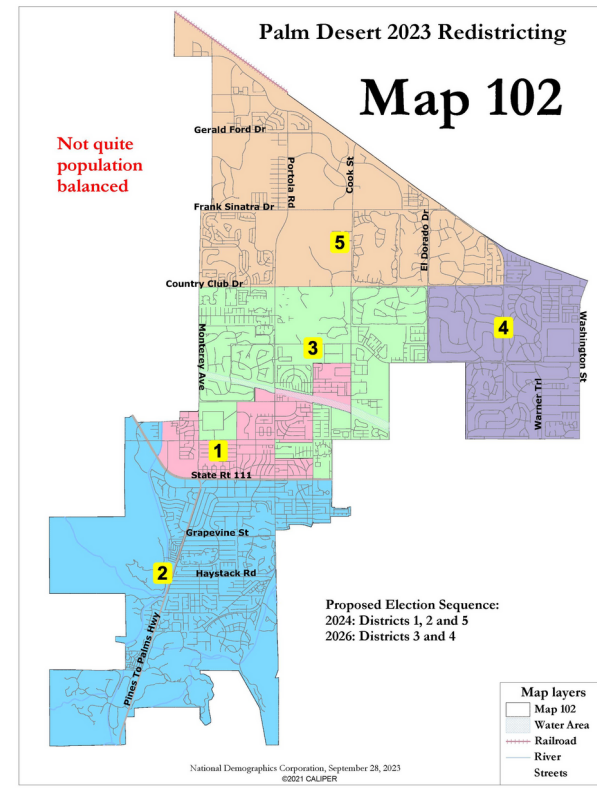 Palm Desert 2023 Redistricting
Map 102
Not quite
population
balanced
Gerald Ford Dr
Portola Rd
Cook St
Frank Sinatra Dr
El Dorado Dr
5
Country Club Dr
4
Monterey Ave
3
Washington St
Warner Trl
1
State Rt 111
Grapevine St
2
Haystack Rd
Pines To Palms Hwy
Proposed Election Sequence:
2024: Districts 1, 2 and 5
2026: Districts 3 and 4
Map layers
Map 102
Water Area
Railroad
River
Streets
National Demographics Corporation, September 28, 2023
©2021 CALIPER